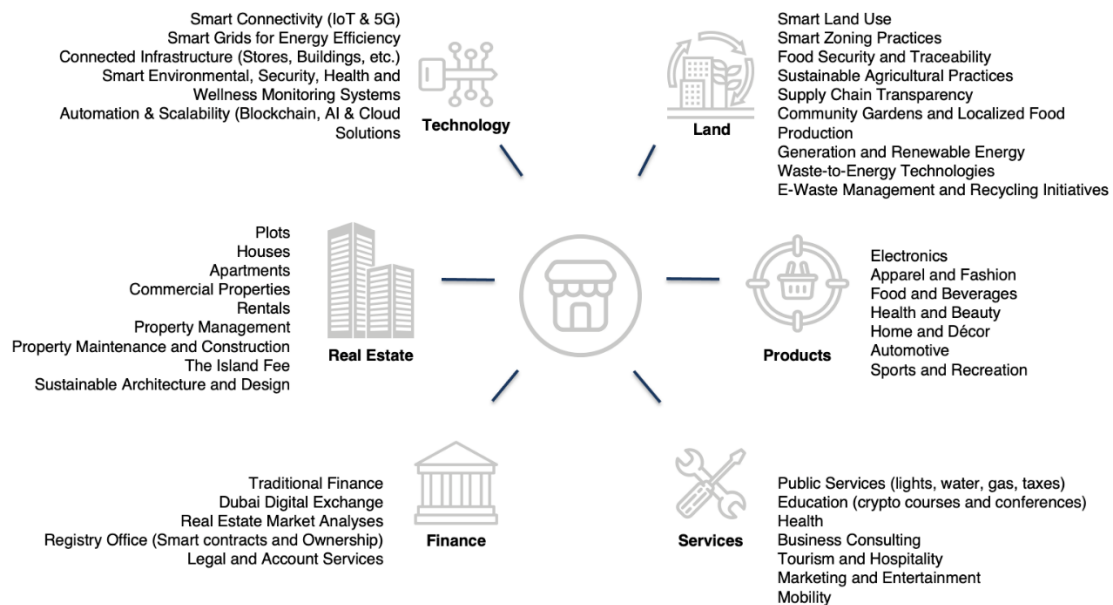 Smart Connectivity (IoT & 5G)
Smart Grids for Energy Efficiency
Connected Infrastructure (Stores, Buildings, etc.)
Smart Environmental, Security, Health and
Wellness Monitoring Systems
Automation & Scalability (Blockchain, AI & Cloud
Solutions
Technology
Smart Land Use
Smart Zoning Practices
Food Security and Traceability
Sustainable Agricultural Practices
Supply Chain Transparency
Community Gardens and Localized Food
Production
Generation and Renewable Energy
Waste-to-Energy Technologies
E-Waste Management and Recycling Initiatives
Land
Plots
Houses
Apartments
Commercial Properties
Rentals
Property Management
Property Maintenance and Construction
The Island Fee
Sustainable Architecture and Design
Real Estate
Electronics
Apparel and Fashion
Food and Beverages
Health and Beauty
Home and Décor
Automotive
Sports and Recreation
Products
Traditional Finance
Dubai Digital Exchange
Real Estate Market Analyses
Registry Office (Smart contracts and Ownership)
Legal and Account Services
Finance
Public Services (lights, water, gas, taxes)
Education (crypto courses and conferences)
Health
Business Consulting
Tourism and Hospitality
Marketing and Entertainment
Mobility
Services